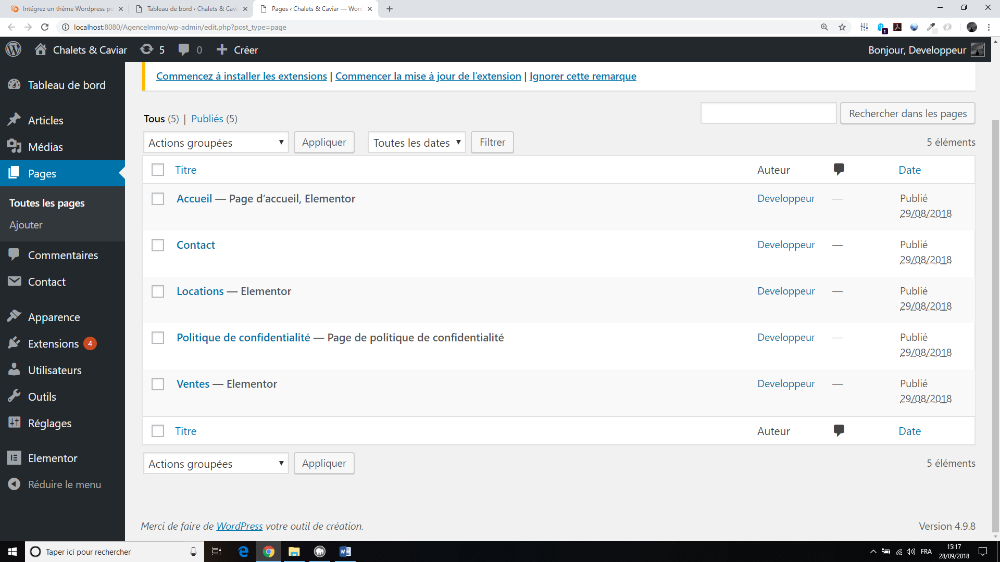 Intégrez un thème Wordpress po
Tableau de bord ‹ Chalets & Cavi
Pages ‹ Chalets & Caviar — Word
localhost:8080/AgenceImmo/wp-admin/edit.php?post_type=page
1
Chalets & Caviar
5
0
Créer
Bonjour, Developpeur
Tableau de bord
Articles
Médias
Pages
Toutes les pages
Ajouter
Commentaires
Contact
Apparence
Extensions 4
Utilisateurs
Outils
Réglages
Elementor
Réduire le menu
Commencez à installer les extensions | Commencer la mise à jour de l’extension | Ignorer cette remarque
Tous (5) | Publiés (5)
Rechercher dans les pages
Actions groupées
Appliquer
Toutes les dates
Filtrer
5 éléments
Titre Auteur Date
Accueil — Page d’accueil, Elementor Developpeur — Publié
29/08/2018
Contact Developpeur — Publié
29/08/2018
Locations — Elementor Developpeur — Publié
29/08/2018
Politique de confidentialité — Page de politique de confidentialité Developpeur — Publié
29/08/2018
Ventes — Elementor Developpeur — Publié
29/08/2018
Titre Auteur Date
Actions groupées
Appliquer
5 éléments
Merci de faire de WordPress votre outil de création.
Version 4.9.8
Taper ici pour rechercher
FRA
15:17
28/09/2018